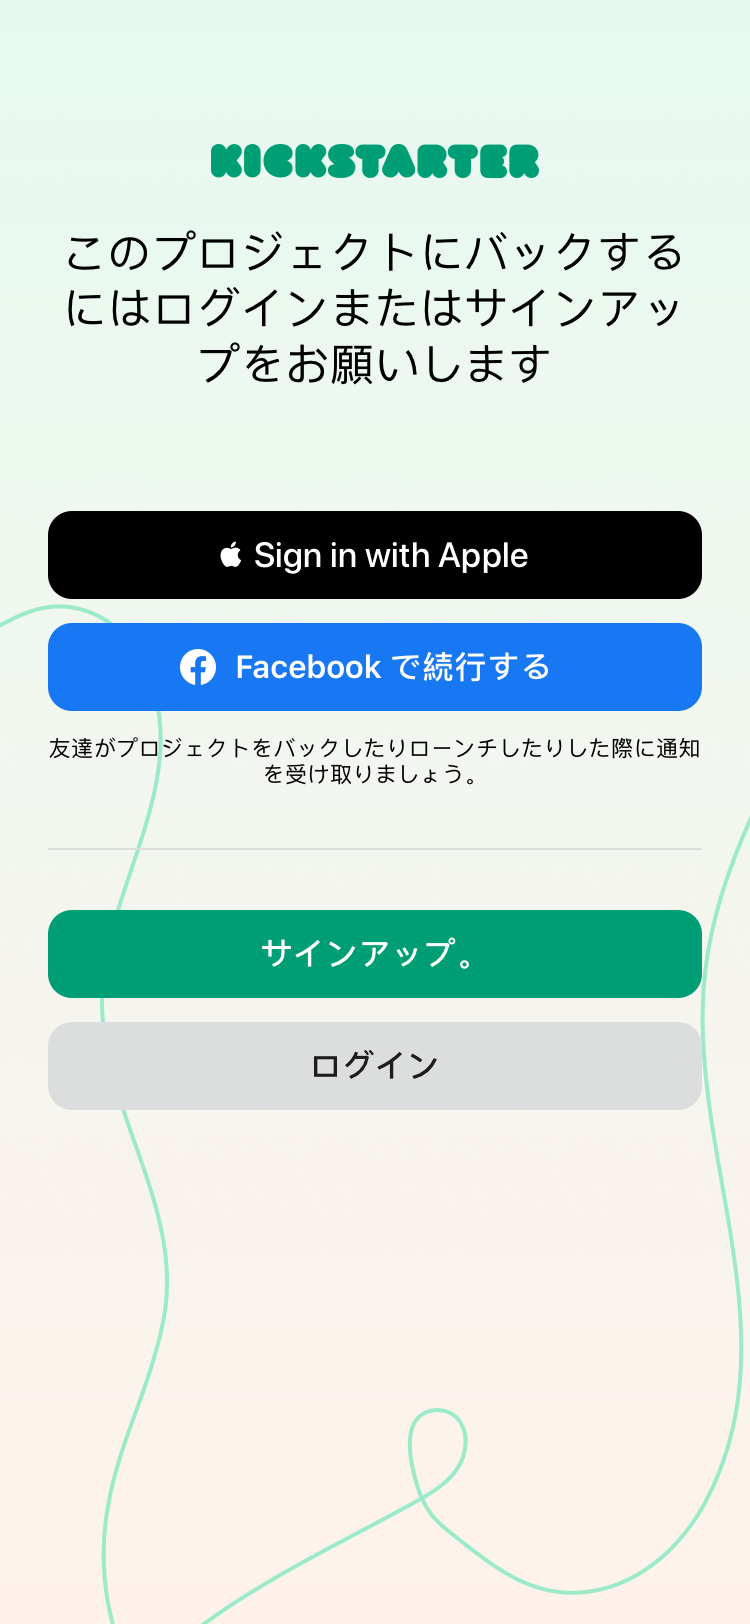 KICKSTARTER
このプロジェクトにバックする
にはログインまたはサインアッ
プをお願いします
Sign in with Apple
Facebook で続行する
友達がプロジェクトをバックしたりローンチしたりした際に通知
を受け取りましょう。
サインアップ。
ログイン